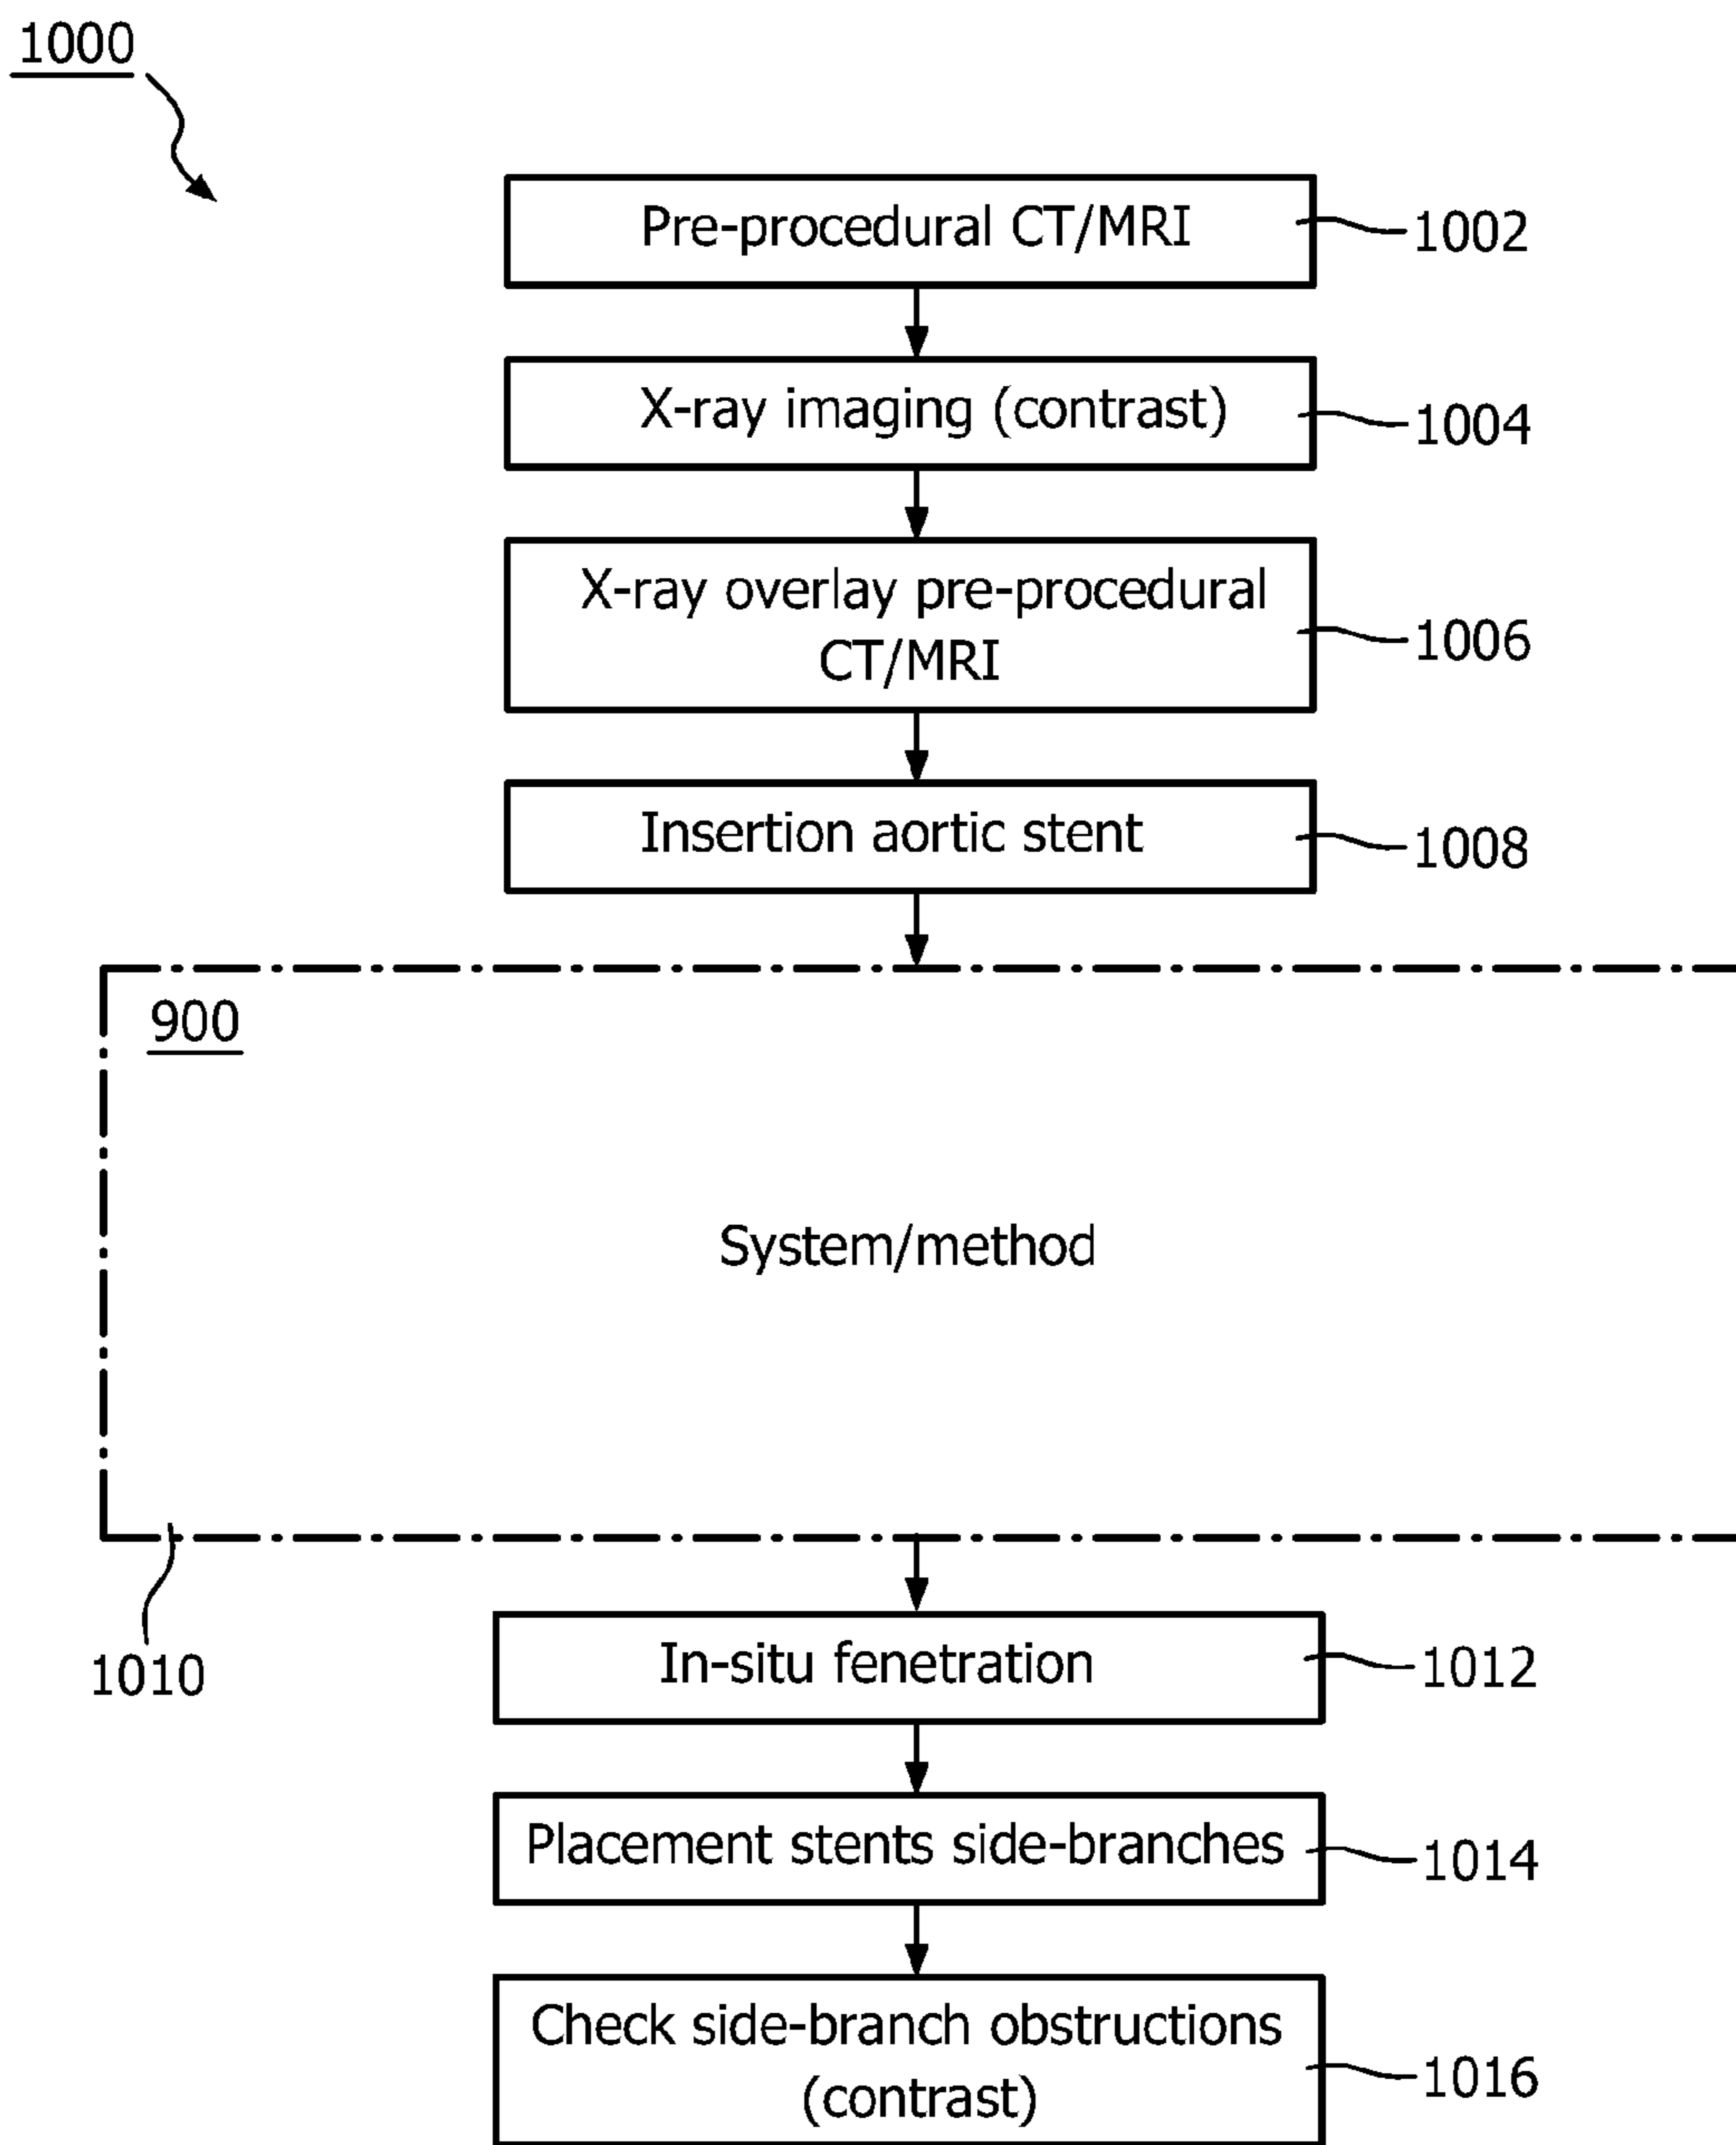 1000
Pre-procedural CT/MRI
1002
X-ray imaging (contrast)
1004
X-ray overlay pre-procedural
CT/MRI
1006
Insertion aortic stent
1008
900
System/method
1010
In-situ fenetration
1012
Placement stents side-branches
1014
Check side-branch obstructions
(contrast)
1016